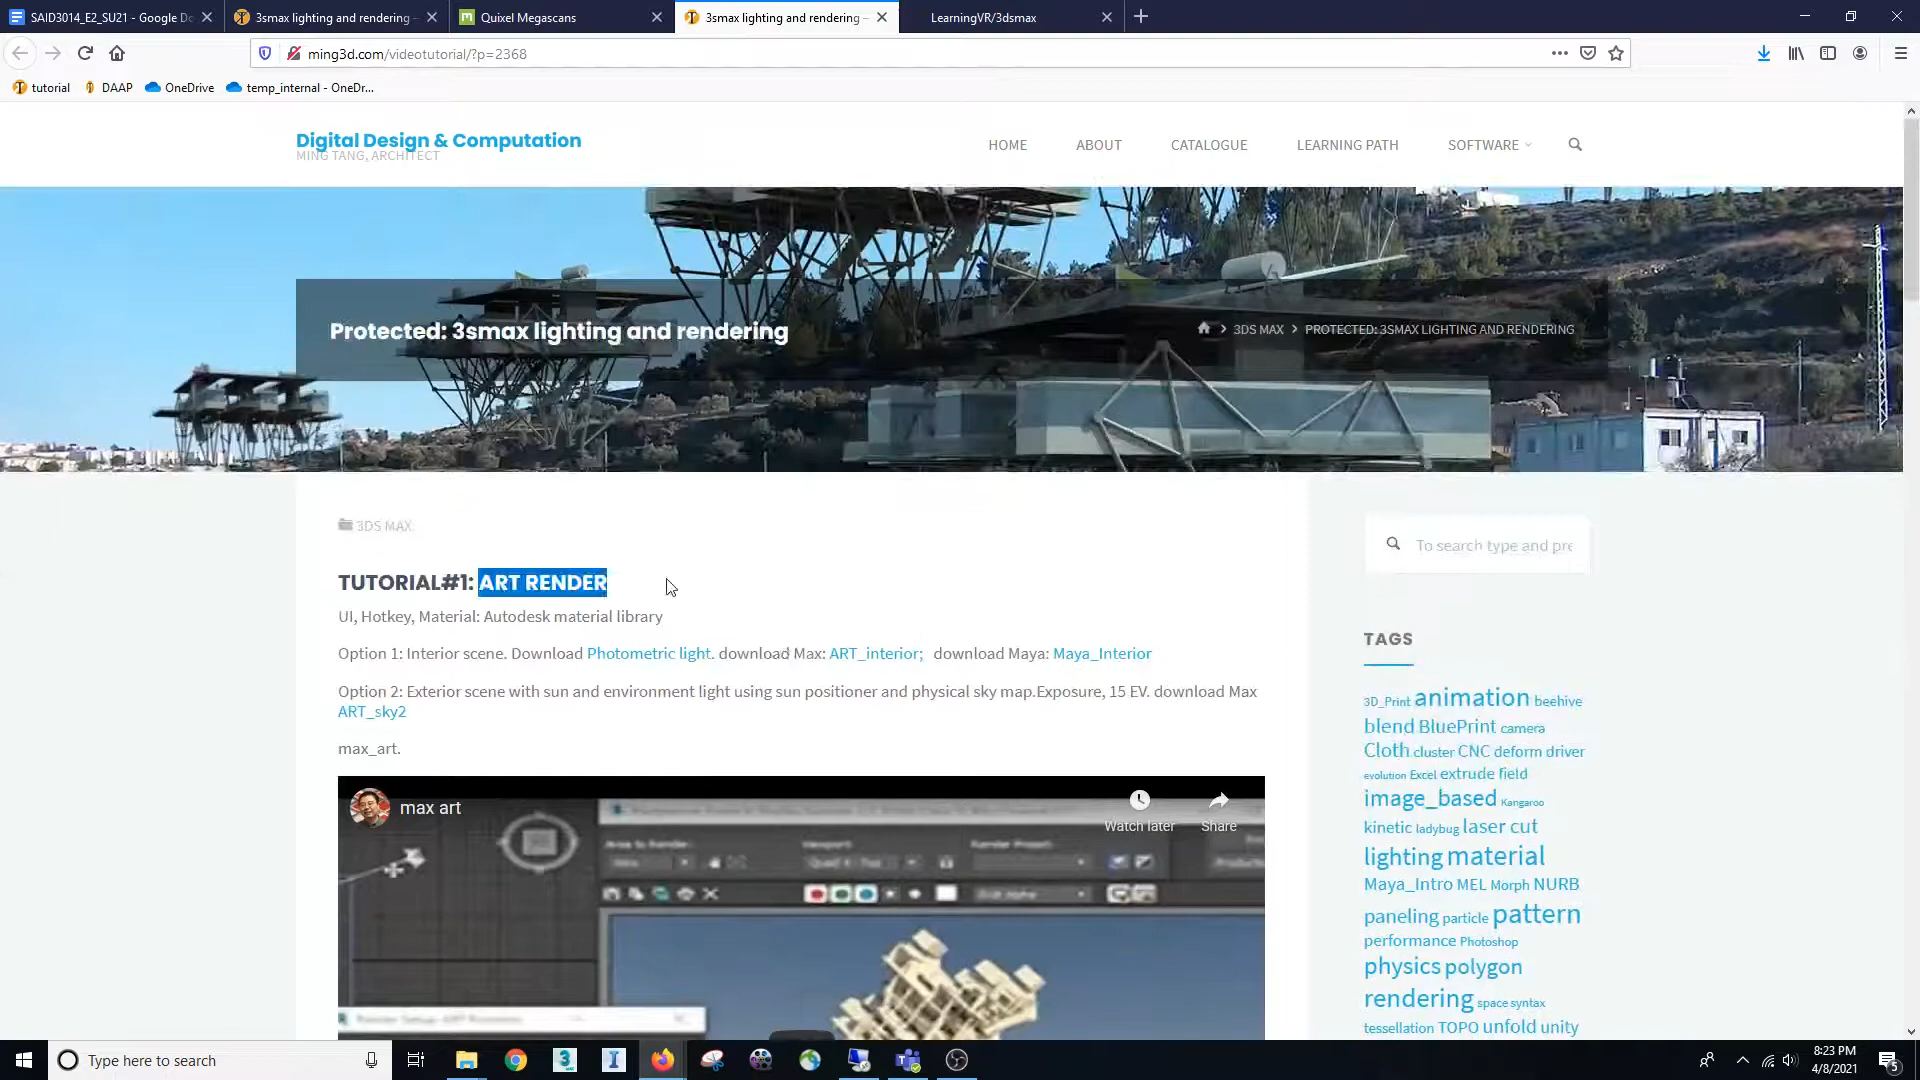 SAID3014_E2_SU21 - Google Do
3smax lighting and rendering –
Quixel Megascans
3smax lighting and rendering –
LearningVR/3dsmax
ming3d.com/videotutorial/?p=2368
tutorial
DAAP
OneDrive
temp_internal - OneDr...
Digital Design & Computation
MING TANG, ARCHITECT
HOME
ABOUT
CATALOGUE
LEARNING PATH
SOFTWARE
Protected: 3smax lighting and rendering
3DS MAX
PROTECTED: 3SMAX LIGHTING AND RENDERING
3DS MAX
TUTORIAL#1: ART RENDER
UI, Hotkey, Material: Autodesk material library
Option 1: Interior scene. Download Photometric light. download Max: ART_interior; download Maya: Maya_Interior
Option 2: Exterior scene with sun and environment light using sun positioner and physical sky map.Exposure, 15 EV. download Max
ART_sky2
max_art.
max art
Watch later
Share
To search type and pre
TAGS
3D_Print animation beehive
blend BluePrint camera
Cloth cluster CNC deform driver
evolution Excel extrude field
image_based Kangaroo
kinetic ladybug laser cut
lighting material
Maya_Intro MEL Morph NURB
paneling particle pattern
performance Photoshop
physics polygon
rendering space syntax
tessellation TOPO unfold unity
Type here to search
8:23 PM
4/8/2021
5